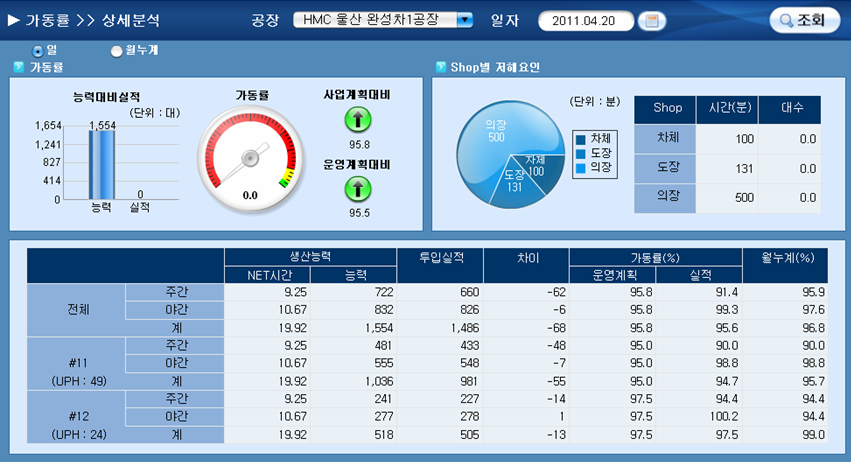 ▶ 가동률 >> 상세분석 공장 HMC 울산 완성차1공장 일자 2011.04.20 조회
일 월누계
가동률
능력대비실적
(단위 : 대)
1,654
1,241
827
414
0
1,554
0
능력 실적
가동률
0.0
사업계획대비
95.8
운영계획대비
95.5
Shop별 저해요인
(단위 : 분)
의장
500
차체
100
도장
131
차체
도장
의장
Shop 시간(분) 대수
차체 100 0.0
도장 131 0.0
의장 500 0.0
생산능력 투입실적 차이 가동률(%) 월누계(%)
NET시간 능력 운영계획 실적
전체
주간 9.25 722 660 -62 95.8 91.4 95.9
야간 10.67 832 826 -6 95.8 99.3 97.6
계 19.92 1,554 1,486 -68 95.8 95.6 96.8
#11
(UPH : 49)
주간 9.25 481 433 -48 95.0 90.0 90.0
야간 10.67 555 548 -7 95.0 98.8 98.8
계 19.92 1,036 981 -55 95.0 94.7 95.7
#12
(UPH : 24)
주간 9.25 241 227 -14 97.5 94.4 94.4
야간 10.67 277 278 1 97.5 100.2 94.4
계 19.92 518 505 -13 97.5 97.5 99.0